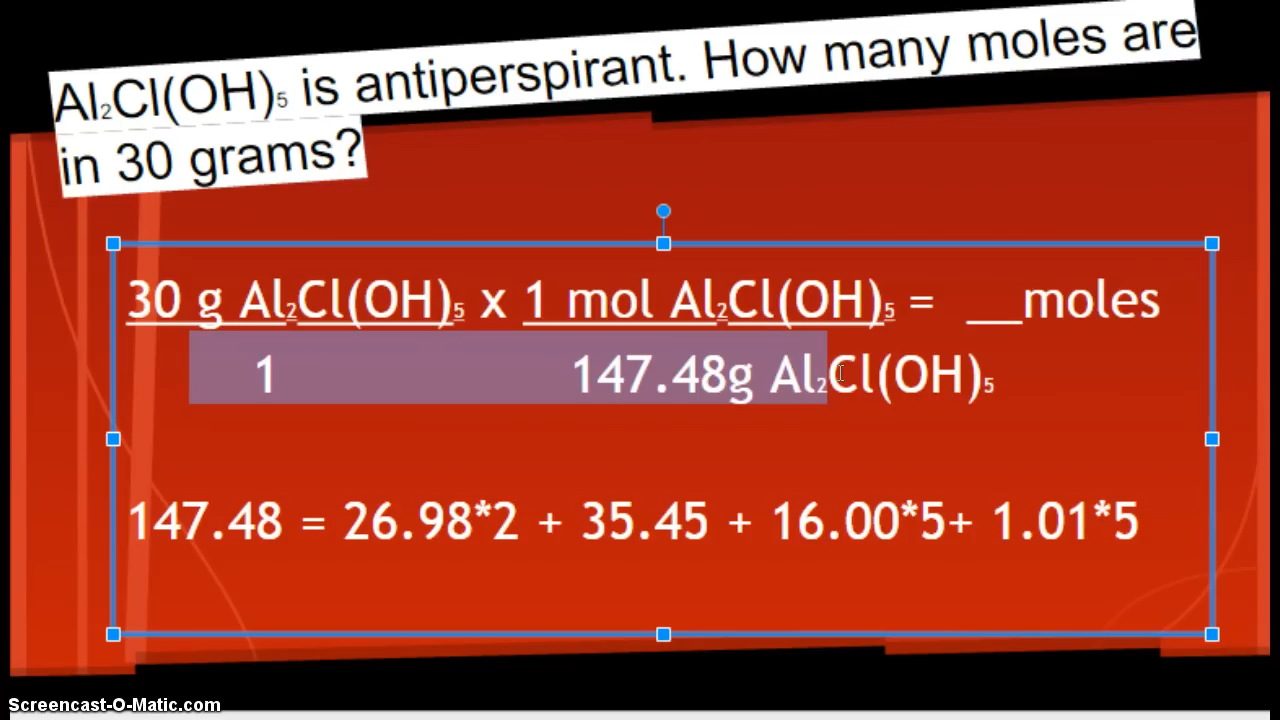 Al₂Cl(OH)₅ is antiperspirant. How many moles are
in 30 grams?
30 g Al₂Cl(OH)₅ x 1 mol Al₂Cl(OH)₅ = __moles
1 147.48g Al₂Cl(OH)₅
147.48 = 26.98*2 + 35.45 + 16.00*5+ 1.01*5
Screencast-O-Matic.com